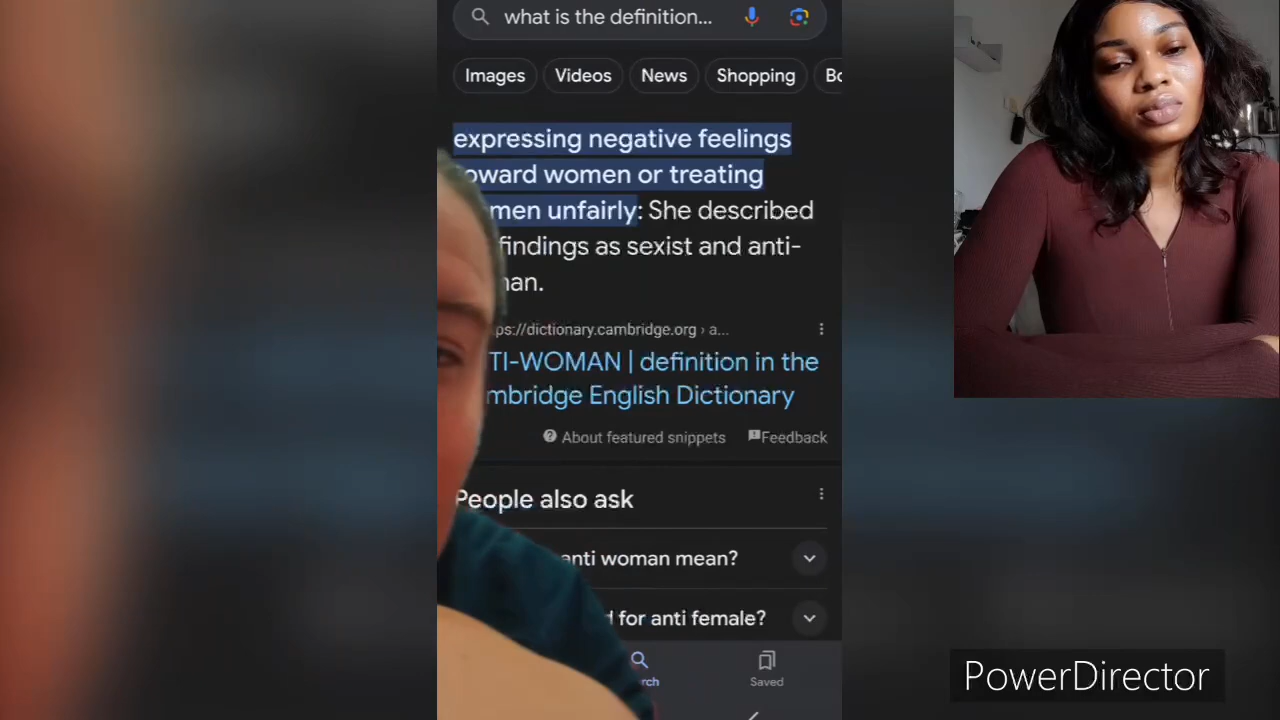 what is the definition...
Images Videos News Shopping
expressing negative feelings
toward women or treating
men unfairly: She described
findings as sexist and anti-
an.
ps://dictionary.cambridge.org › a...
TI-WOMAN | definition in the
mbridge English Dictionary
About featured snippets Feedback
People also ask
anti woman mean?
for anti female?
rch Saved
PowerDirector